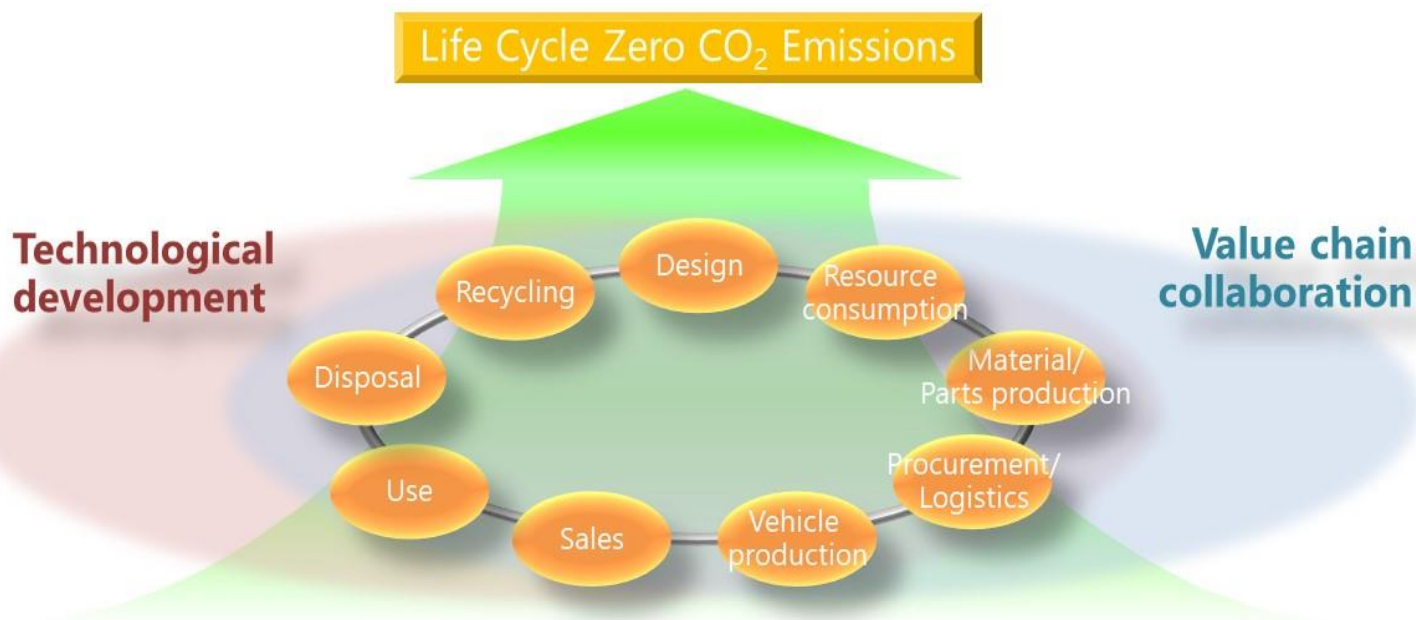 Life Cycle Zero CO₂ Emissions
Technological
development
Value chain
collaboration
Design
Resource
consumption
Material/
Parts production
Procurement/
Logistics
Vehicle
production
Sales
Use
Disposal
Recycling